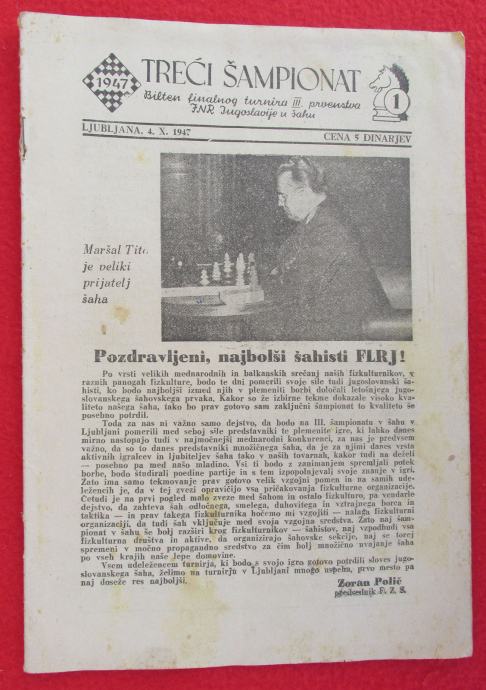 1947
TREĆI ŠAMPIONAT
Bilten finalnog turnira III. prvenstva
FNR Jugoslavije u šahu
1
LJUBLJANA, 4. X. 1947
CENA 5 DINARJEV
Maršal Tito
je veliki
prijatelj
šaha
Pozdravljeni, najbolši šahisti FLRJ!
Po vrsti velikih mednarodnih in balkanskih srečanj naših fizkulturnikov, v
raznih panogah fizkulture, bodo te dni pomerili svoje sile tudi jugoslovanski ša-
histi, ko bodo najboljši izmed njih v plemeniti borbi določali letošnjega jugo-
slovanskega šahovskega prvaka. Kakor so že izbirne tekme dokazale visoko kva-
liteto našega šaha, tako bo prav gotovo sam zaključni šampionat to kvaliteto še
posebno potrdil.
Toda za nas ni važno samo dejstvo, da bodo na III. šampionatu v šahu v
Ljubljani pomerili med seboj sile predstavniki te plemenite igre, ki lahko danes
mirno nastopajo tudi v najmočnejši mednarodni konkurenci, za nas je predvsem
važno, da so to danes predstavniki množičnega šaha, da je za njimi danes vrsta
aktivnih igralcev in ljubiteljev šaha tako v naših tovarnah, kakor tudi na deželi
— posebno pa med našo mladino. Vsi ti bodo z zanimanjem spremljali potek
borbe, bodo študirali poedine partije in s tem izpopolnjevali svoje znanje v igri.
Zato ima samo tekmovanje prav gotovo velik vzgojni pomen in na samih ude-
ležencih je, da v tej zvezi opravičijo vsa pričakovanja fizkulturne organizacije.
Četudi je na prvi pogled malo zveze med šahom in ostalo fizkulturo, pa vendarle
dejstvo, da zahteva šah odločnega, smelega, duhovitega in vztrajnega borca in
taktika — in prav takega fizkulturnika hočemo mi vzgojiti — nalaga fizkulturni
organizaciji, da tudi šah vključuje med svoja vzgojna sredstva. Zato naj šam-
pionat v šahu še bolj razširi krog fizkulturnikov — šahistov, naj vzpodbudi vsa
fizkulturna društva in aktive, da organizirajo šahovske sekcije, naj se torej
spremeni v močno propagandno sredstvo za čim bolj množično uvajanje šaha
po vseh krajih naše lepe domovine.
Vsem udeležencem turnirja, ki bodo s svojo igro gotovo potrdili sloves jugo-
slovanskega šaha, želimo na turnirju v Ljubljani mnogo uspeha, prvo mesto pa
naj doseže res najboljši.
Zoran Polič
predsednik F. Z. S.